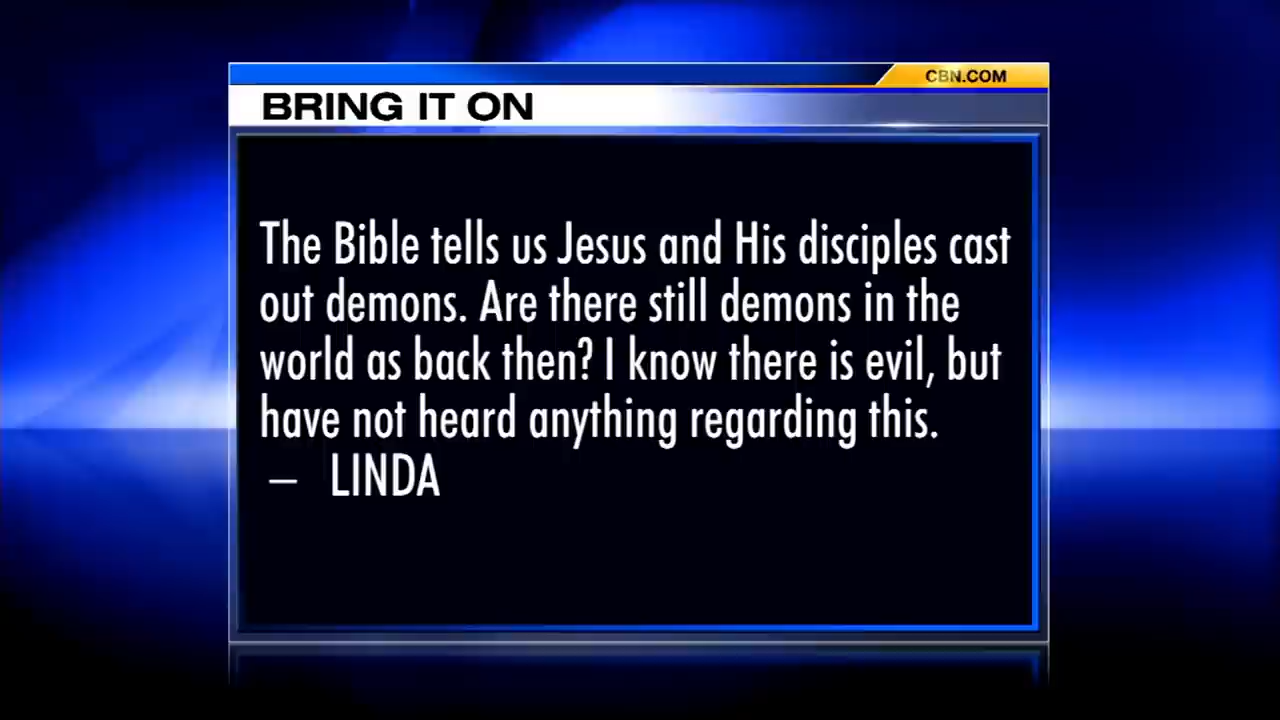 CBN.COM
BRING IT ON
The Bible tells us Jesus and His disciples cast
out demons. Are there still demons in the
world as back then? I know there is evil, but
have not heard anything regarding this.
– LINDA